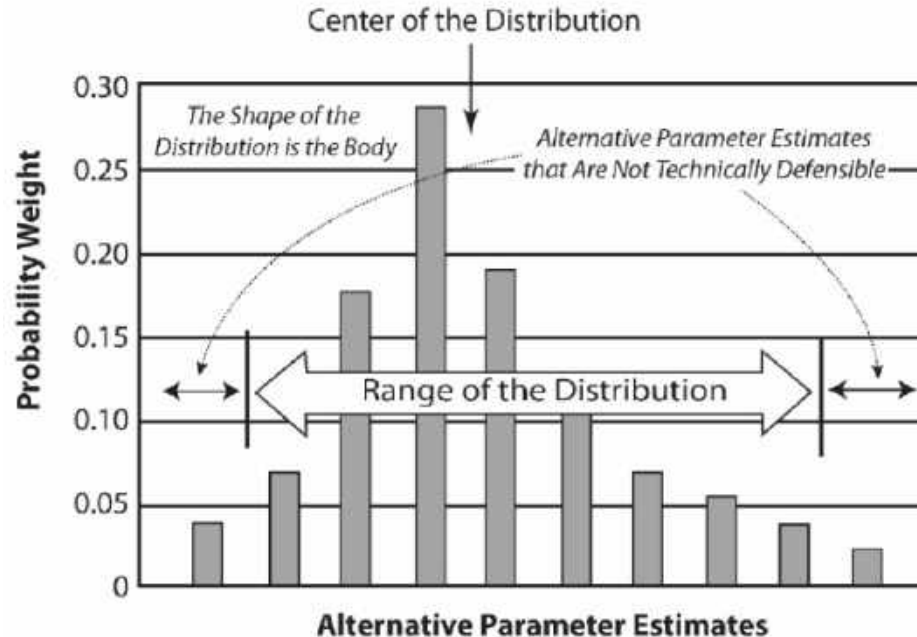 Center of the Distribution
0.30
The Shape of the
Distribution is the Body
Alternative Parameter Estimates
that Are Not Technically Defensible
0.25
0.20
0.15
Range of the Distribution
0.10
0.05
0
Probability Weight
Alternative Parameter Estimates